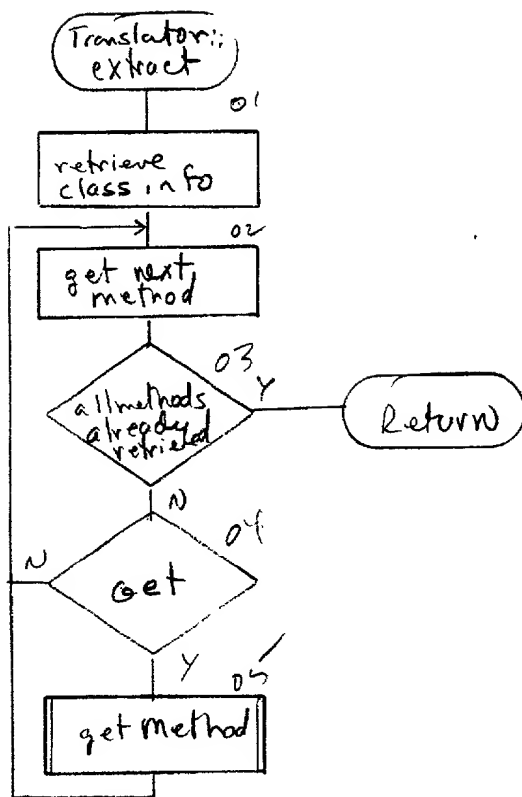 Translator::
extract
01
retrieve
class info
02
get next
method
03
Y
all methods
already
retrieved
Return
N
04
N
Get
Y
05
get method